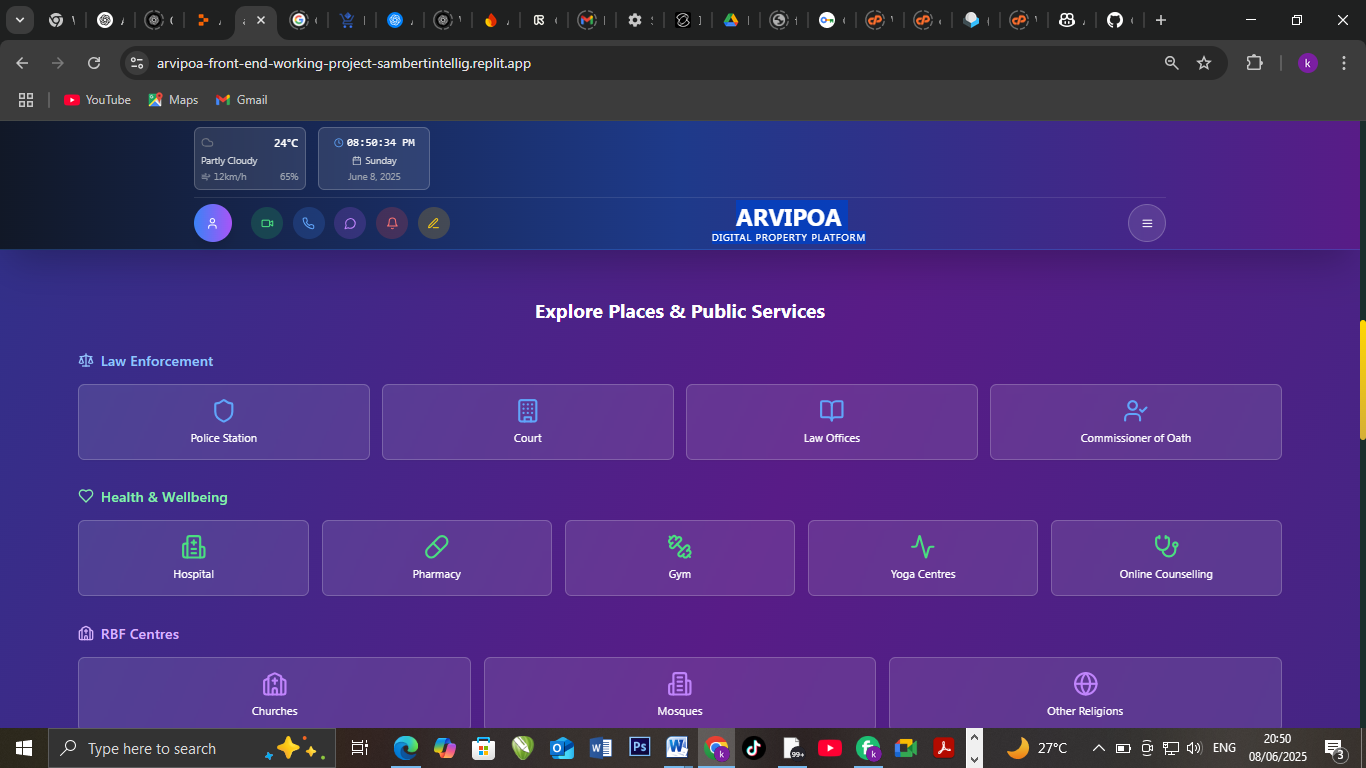 arvipoa-front-end-working-project-sambertintellig.replit.app
YouTube
Maps
Gmail
24°C
Partly Cloudy
12km/h
65%
08:50:34 PM
Sunday
June 8, 2025
ARVIPOA
DIGITAL PROPERTY PLATFORM
Explore Places & Public Services
Law Enforcement
Police Station
Court
Law Offices
Commissioner of Oath
Health & Wellbeing
Hospital
Pharmacy
Gym
Yoga Centres
Online Counselling
RBF Centres
Churches
Mosques
Other Religions
Type here to search
99+
27°C
ENG
20:50
08/06/2025
3